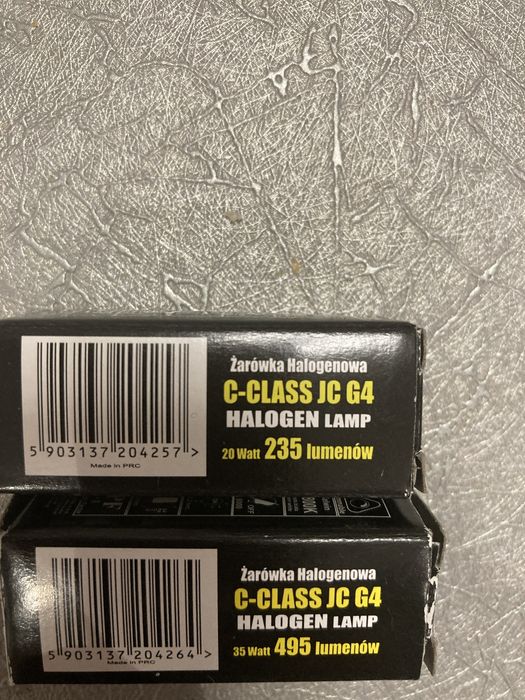 Żarówka Halogenowa
C-CLASS JC G4
HALOGEN LAMP
20 Watt 235 lumenów
5 903137 204257 >
Made in PRC
Żarówka Halogenowa
C-CLASS JC G4
HALOGEN LAMP
35 Watt 495 lumenów
5 903137 204264 >
Made in PRC